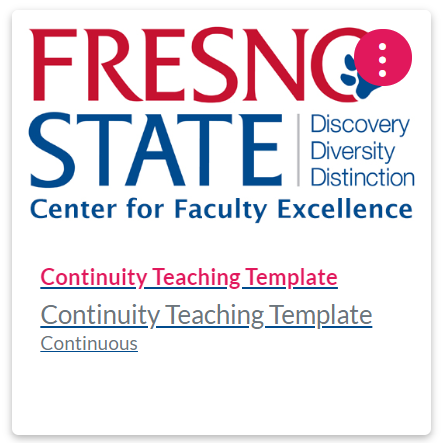 FRESNO
STATE
Discovery
Diversity
Distinction
Center for Faculty Excellence
Continuity Teaching Template
Continuity Teaching Template
Continuous